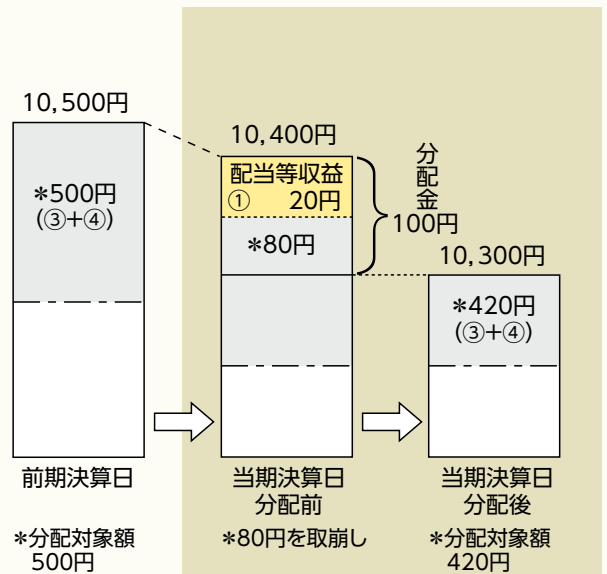 10,500円
*500円
(③+④)
前期決算日
*分配対象額
500円
10,400円
配当等収益
① 20円
*80円
分配金
100円
当期決算日
分配前
*80円を取崩し
10,300円
*420円
(③+④)
当期決算日
分配後
*分配対象額
420円